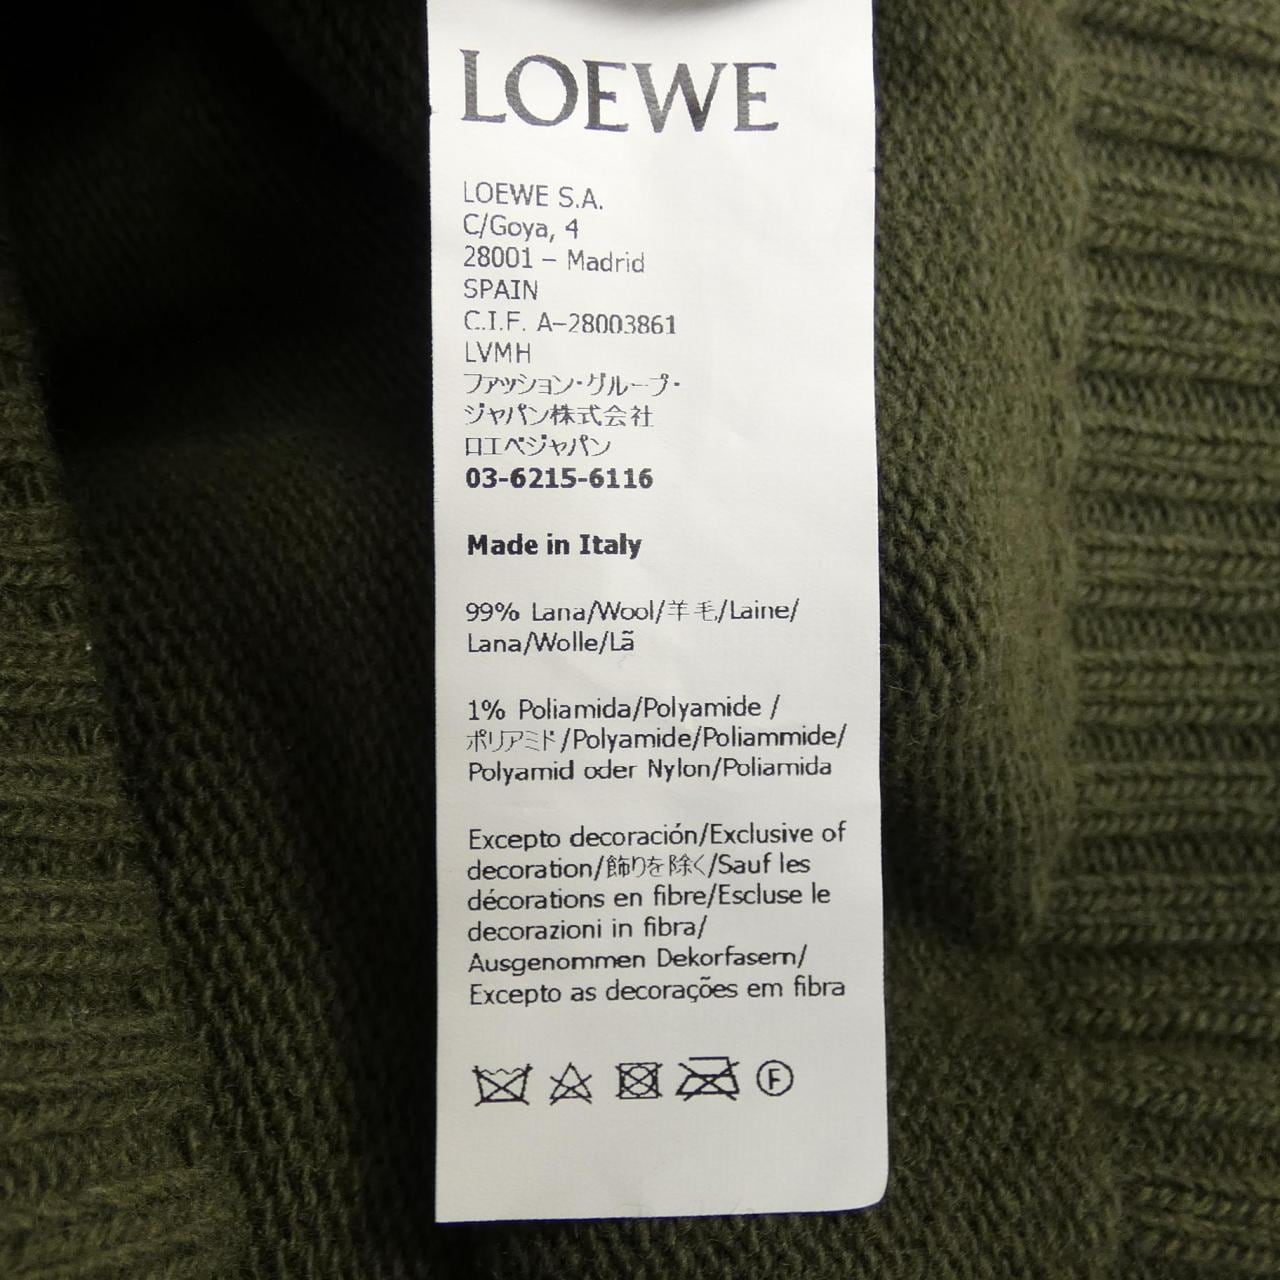 LOEWE
LOEWE S.A.
C/Goya, 4
28001 – Madrid
SPAIN
C.I.F. A–28003861
LVMH
ファッション・グループ・
ジャパン株式会社
ロエベジャパン
03-6215-6116
Made in Italy
99% Lana/Wool/羊毛/Laine/
Lana/Wolle/Lã
1% Poliamida/Polyamide /
ポリアミド/Polyamide/Poliammide/
Polyamid oder Nylon/Poliamida
Excepto decoración/Exclusive of
decoration/飾りを除く/Sauf les
décorations en fibre/Escluse le
decorazioni in fibra/
Ausgenommen Dekorfasern/
Excepto as decorações em fibra
F